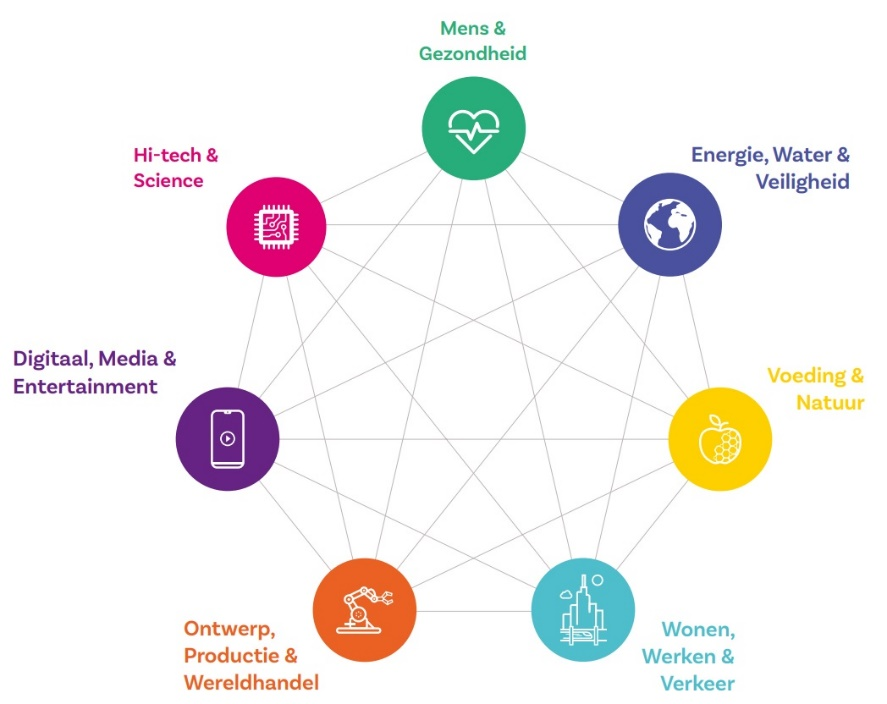 Mens &
Gezondheid
Hi-tech &
Science
Energie, Water &
Veiligheid
Digitaal, Media &
Entertainment
Voeding &
Natuur
Ontwerp,
Productie &
Wereldhandel
Wonen,
Werken &
Verkeer